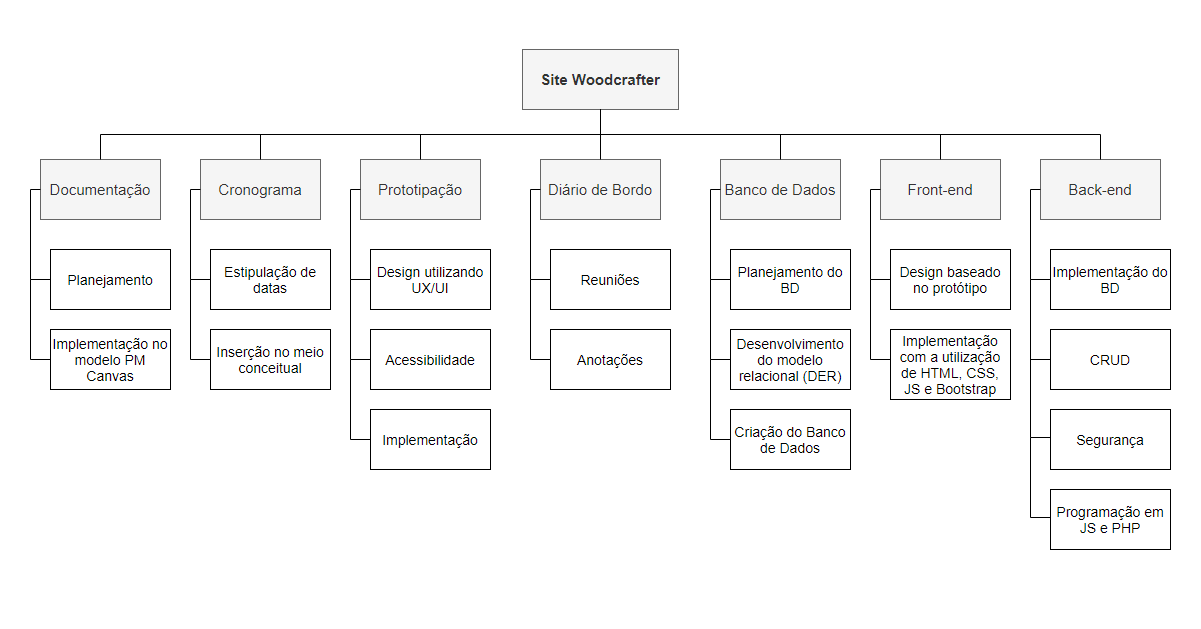 Site Woodcrafter
Documentação
Cronograma
Prototipação
Diário de Bordo
Banco de Dados
Front-end
Back-end
Planejamento
Implementação no
modelo PM
Canvas
Estipulação de
datas
Inserção no meio
conceitual
Design utilizando
UX/UI
Acessibilidade
Implementação
Reuniões
Anotações
Planejamento do
BD
Desenvolvimento
do modelo
relacional (DER)
Criação do Banco
de Dados
Design baseado
no protótipo
Implementação
com a utilização
de HTML, CSS,
JS e Bootstrap
Implementação do
BD
CRUD
Segurança
Programação em
JS e PHP